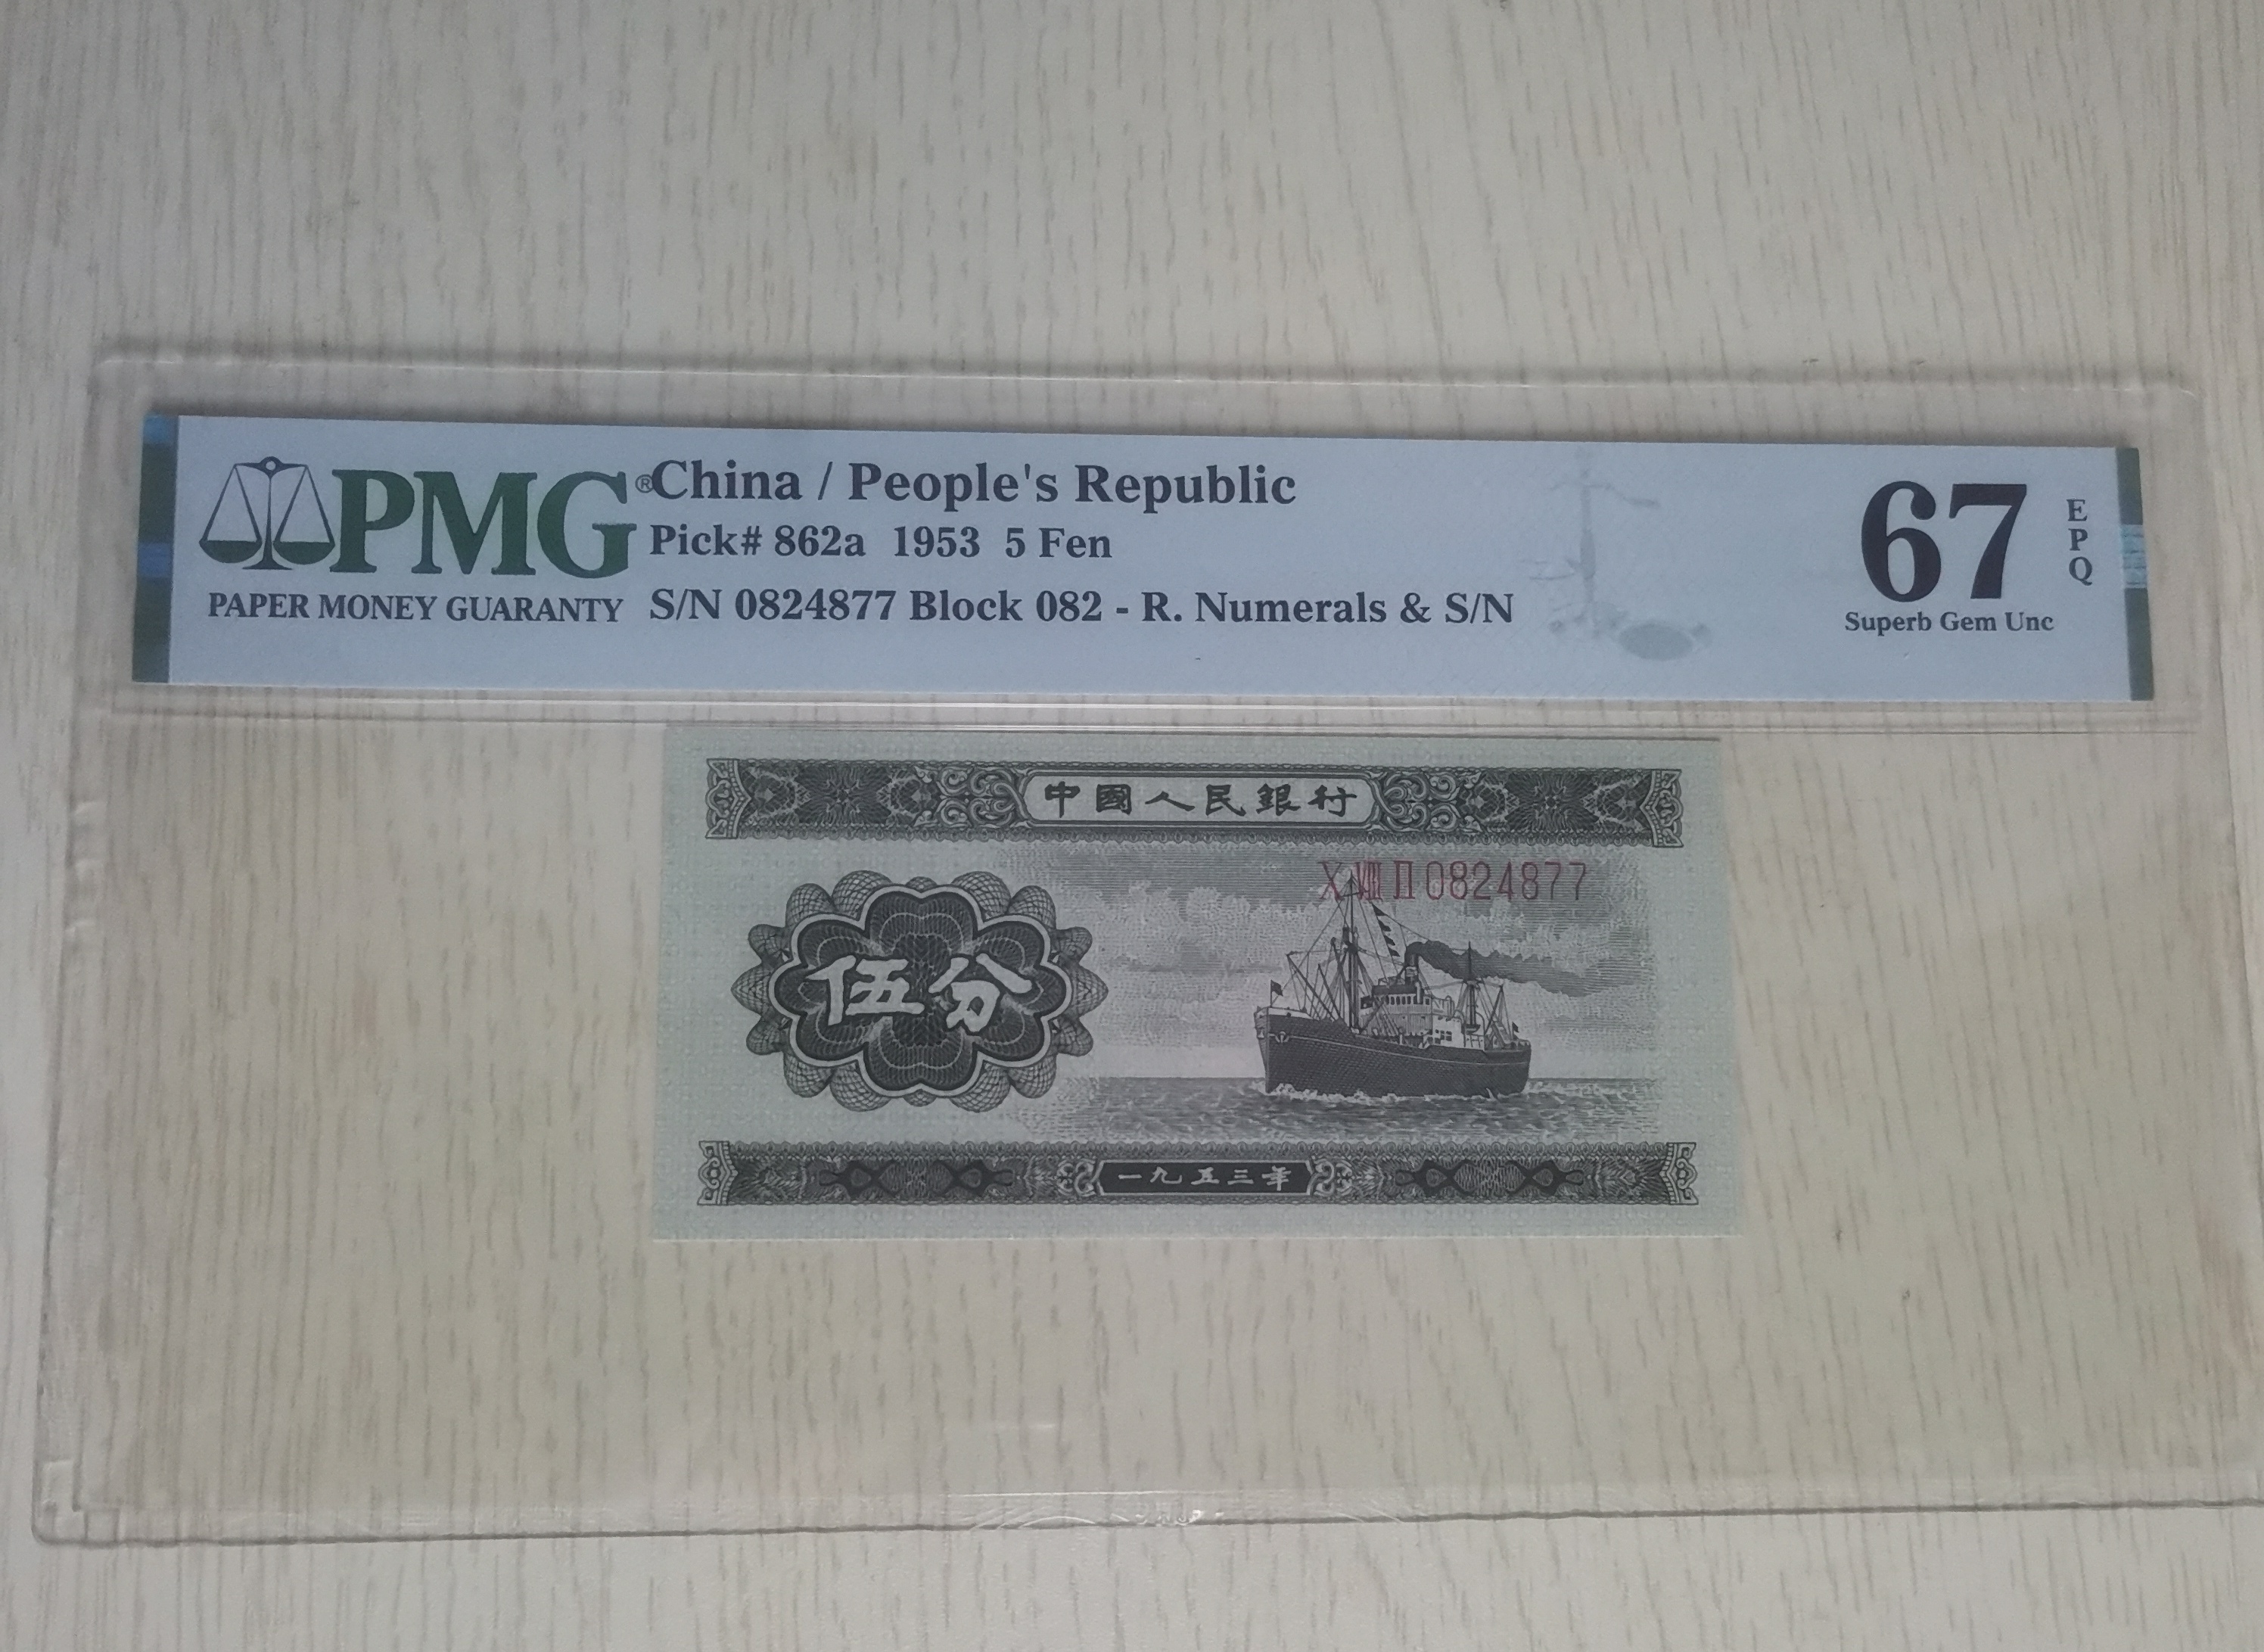 PMG®
PAPER MONEY GUARANTY
China / People's Republic
Pick# 862a 1953 5 Fen
S/N 0824877 Block 082 - R. Numerals & S/N
67
EPQ
Superb Gem Unc
中國人民銀行
X VIII II 0824877
伍分
一九五三年